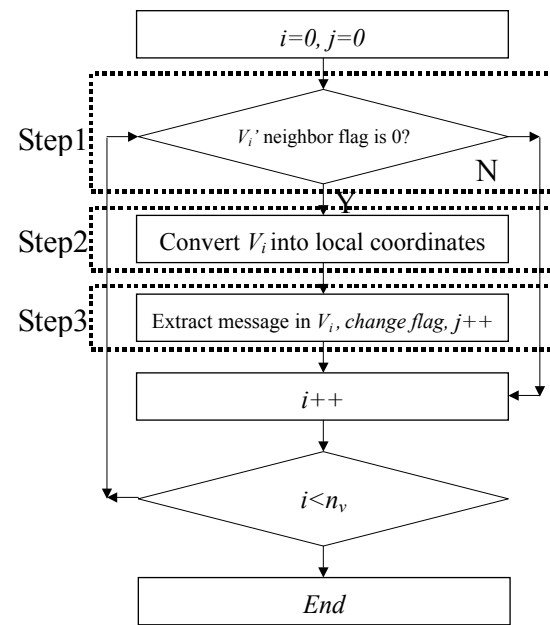 i=0, j=0
Step1
V_i' neighbor flag is 0?
N
Y
Step2
Convert V_i into local coordinates
Step3
Extract message in V_i, change flag, j++
i++
i<n_v
End